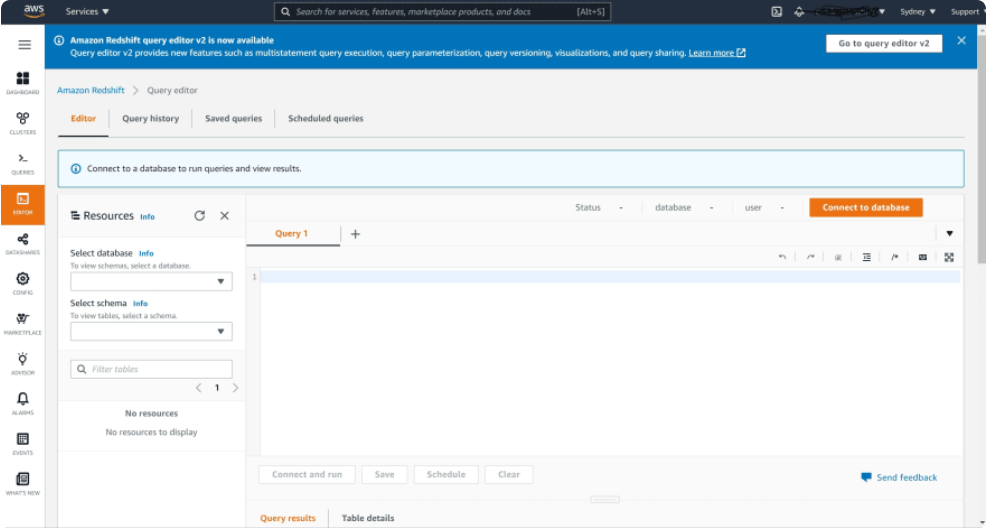 aws
Services ▼
Search for services, features, marketplace products, and docs
[Alt+S]
Sydney ▼
Support
Amazon Redshift query editor v2 is now available
Query editor v2 provides new features such as multistatement query execution, query parameterization, query versioning, visualizations, and query sharing. Learn more
Go to query editor v2
DASHBOARD
CLUSTERS
QUERIES
EDITOR
DATASHARES
CONFIG
MARKETPLACE
ADVISOR
ALARMS
EVENTS
WHAT'S NEW
Amazon Redshift > Query editor
Editor
Query history
Saved queries
Scheduled queries
Connect to a database to run queries and view results.
Resources Info
Select database Info
To view schemas, select a database.
Select schema Info
To view tables, select a schema.
Filter tables
< 1 >
No resources
No resources to display
Status -
database -
user -
Connect to database
Query 1
+
1
Connect and run
Save
Schedule
Clear
Send feedback
Query results
Table details